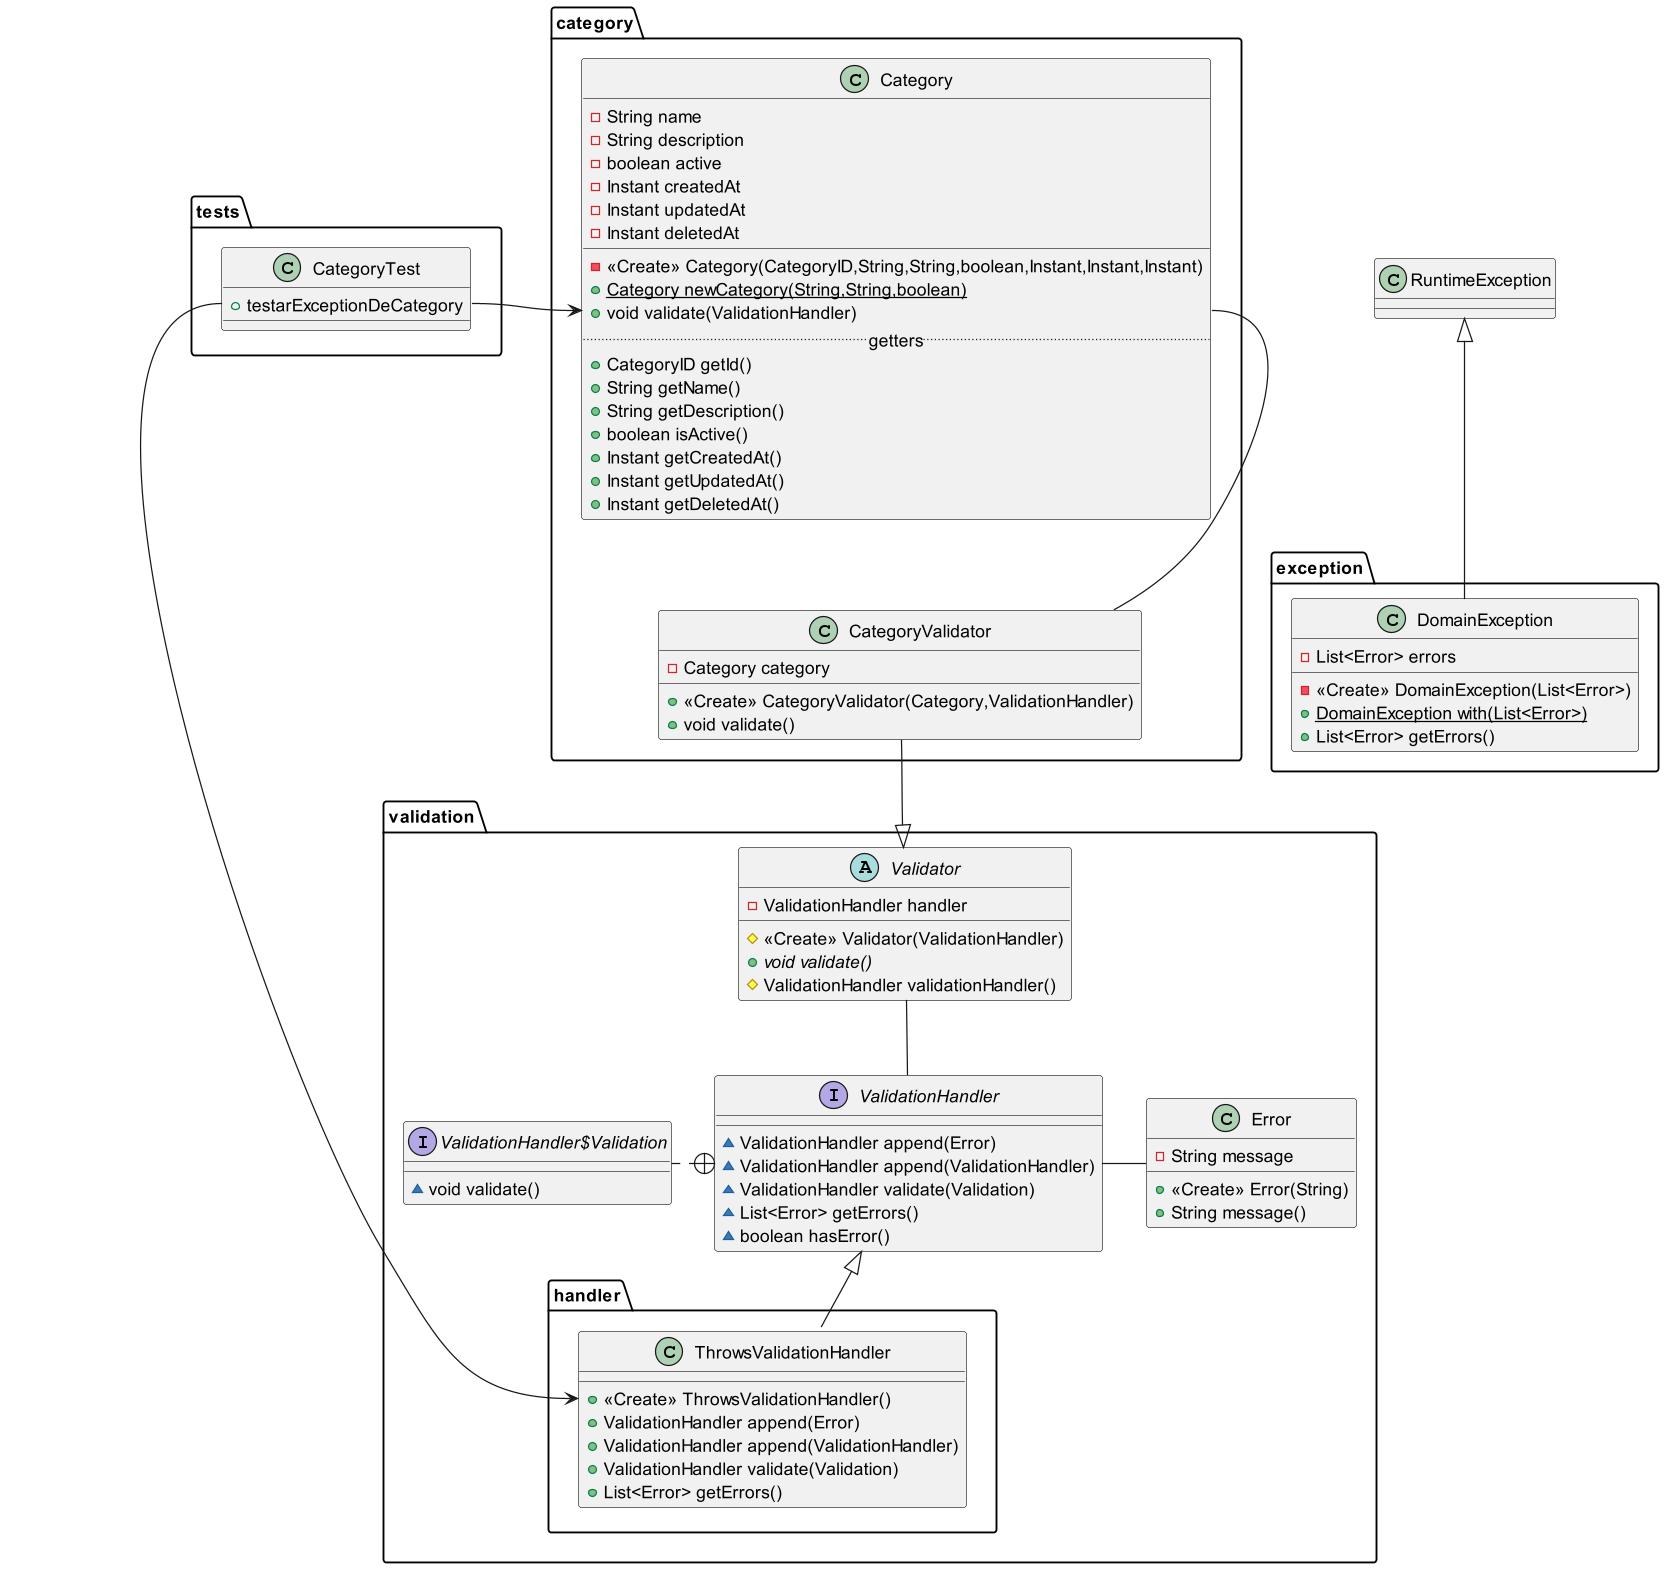 category
C Category
String name
String description
boolean active
Instant createdAt
Instant updatedAt
Instant deletedAt
«Create» Category(CategoryID,String,String,boolean,Instant,Instant,Instant)
Category newCategory(String,String,boolean)
void validate(ValidationHandler)
getters
CategoryID getId()
String getName()
String getDescription()
boolean isActive()
Instant getCreatedAt()
Instant getUpdatedAt()
Instant getDeletedAt()
tests
C CategoryTest
testarExceptionDeCategory
C RuntimeException
C CategoryValidator
Category category
«Create» CategoryValidator(Category,ValidationHandler)
void validate()
exception
C DomainException
List<Error> errors
«Create» DomainException(List<Error>)
DomainException with(List<Error>)
List<Error> getErrors()
validation
A Validator
ValidationHandler handler
«Create» Validator(ValidationHandler)
void validate()
ValidationHandler validationHandler()
I ValidationHandler$Validation
void validate()
I ValidationHandler
ValidationHandler append(Error)
ValidationHandler append(ValidationHandler)
ValidationHandler validate(Validation)
List<Error> getErrors()
boolean hasError()
C Error
String message
«Create» Error(String)
String message()
handler
C ThrowsValidationHandler
«Create» ThrowsValidationHandler()
ValidationHandler append(Error)
ValidationHandler append(ValidationHandler)
ValidationHandler validate(Validation)
List<Error> getErrors()